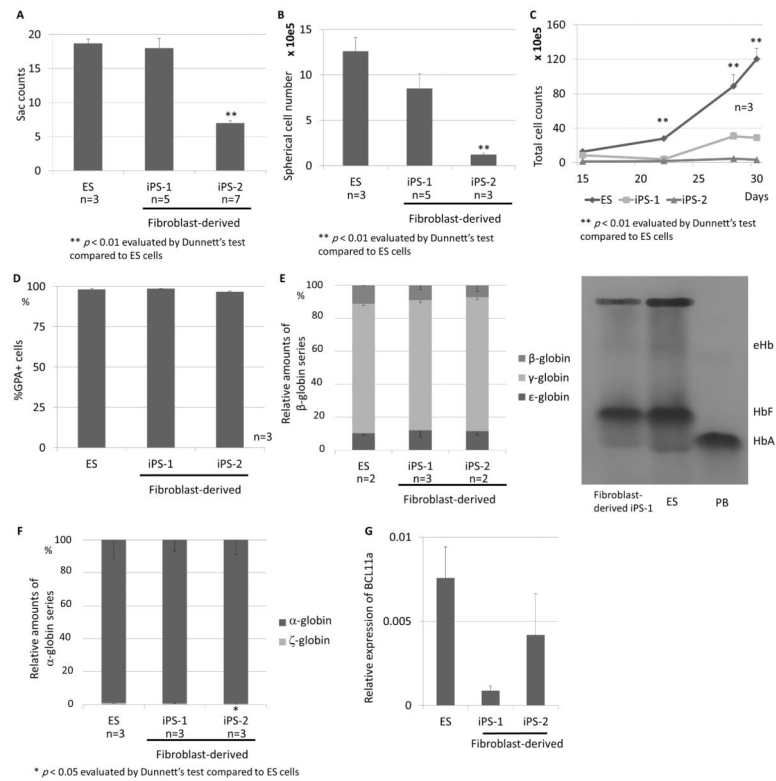 A
Sac counts
25
20
15
10
5
0
**
ES
n=3
iPS-1
n=5
iPS-2
n=7
Fibroblast-derived
** p < 0.01 evaluated by Dunnett's test
compared to ES cells
B
x 10e5
Spherical cell number
15
10
5
0
**
ES
n=3
iPS-1
n=5
iPS-2
n=3
Fibroblast-derived
** p < 0.01 evaluated by Dunnett's test
compared to ES cells
C
x 10e5
Total cell counts
120
80
40
0
**
**
**
n=3
15
20
25
30
Days
ES
iPS-1
iPS-2
** p < 0.01 evaluated by Dunnett's test
compared to ES cells
D
%
%GPA+ cells
100
75
50
25
0
n=3
ES
iPS-1
iPS-2
Fibroblast-derived
E
%
Relative amounts of
β-globin series
100
80
60
40
20
0
ES
n=2
iPS-1
n=3
iPS-2
n=2
Fibroblast-derived
β-globin
γ-globin
ε-globin
eHb
HbF
HbA
Fibroblast-
derived iPS-1
ES
PB
F
%
Relative amounts of
α-globin series
100
80
60
40
20
0
*
ES
n=3
iPS-1
n=3
iPS-2
n=3
Fibroblast-derived
α-globin
ζ-globin
* p < 0.05 evaluated by Dunnett's test compared to ES cells
G
Relative expression of BCL11a
0.01
0.005
0
ES
iPS-1
iPS-2
Fibroblast-derived